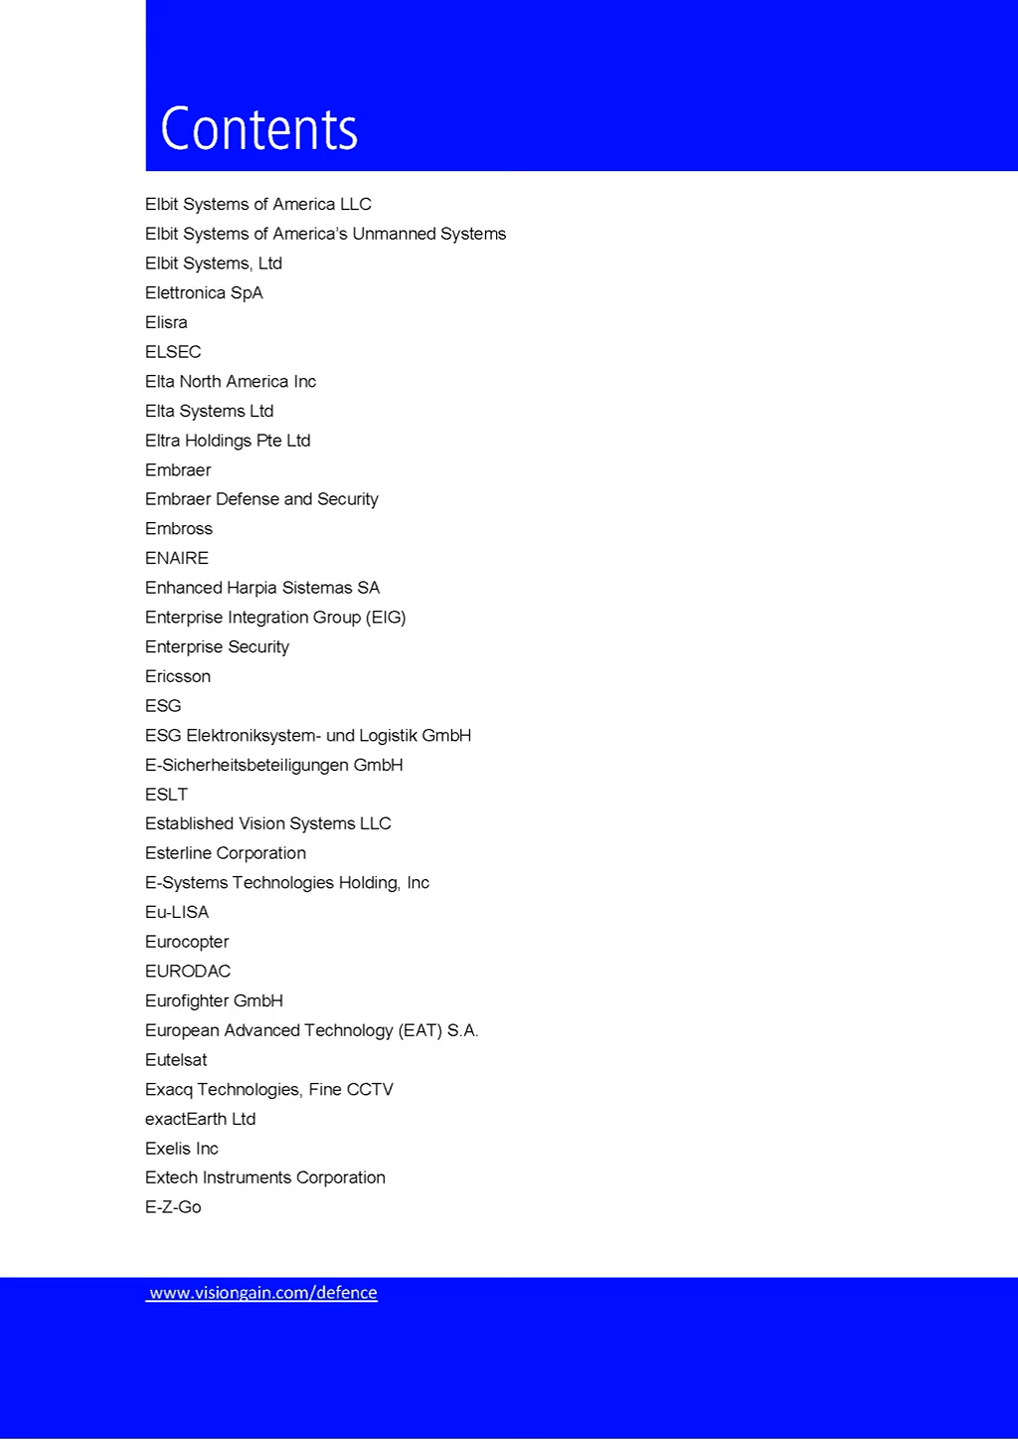 Contents
Elbit Systems of America LLC
Elbit Systems of America’s Unmanned Systems
Elbit Systems, Ltd
Elettronica SpA
Elisra
ELSEC
Elta North America Inc
Elta Systems Ltd
Eltra Holdings Pte Ltd
Embraer
Embraer Defense and Security
Embross
ENAIRE
Enhanced Harpia Sistemas SA
Enterprise Integration Group (EIG)
Enterprise Security
Ericsson
ESG
ESG Elektroniksystem- und Logistik GmbH
E-Sicherheitsbeteiligungen GmbH
ESLT
Established Vision Systems LLC
Esterline Corporation
E-Systems Technologies Holding, Inc
Eu-LISA
Eurocopter
EURODAC
Eurofighter GmbH
European Advanced Technology (EAT) S.A.
Eutelsat
Exacq Technologies, Fine CCTV
exactEarth Ltd
Exelis Inc
Extech Instruments Corporation
E-Z-Go
www.visiongain.com/defence